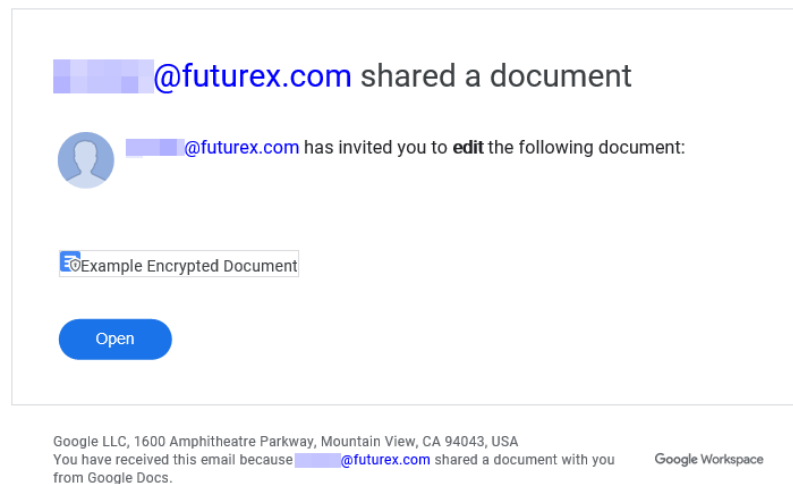 @futurex.com shared a document
@futurex.com has invited you to edit the following document:
Example Encrypted Document
Open
Google LLC, 1600 Amphitheatre Parkway, Mountain View, CA 94043, USA
You have received this email because @futurex.com shared a document with you
from Google Docs.
Google Workspace